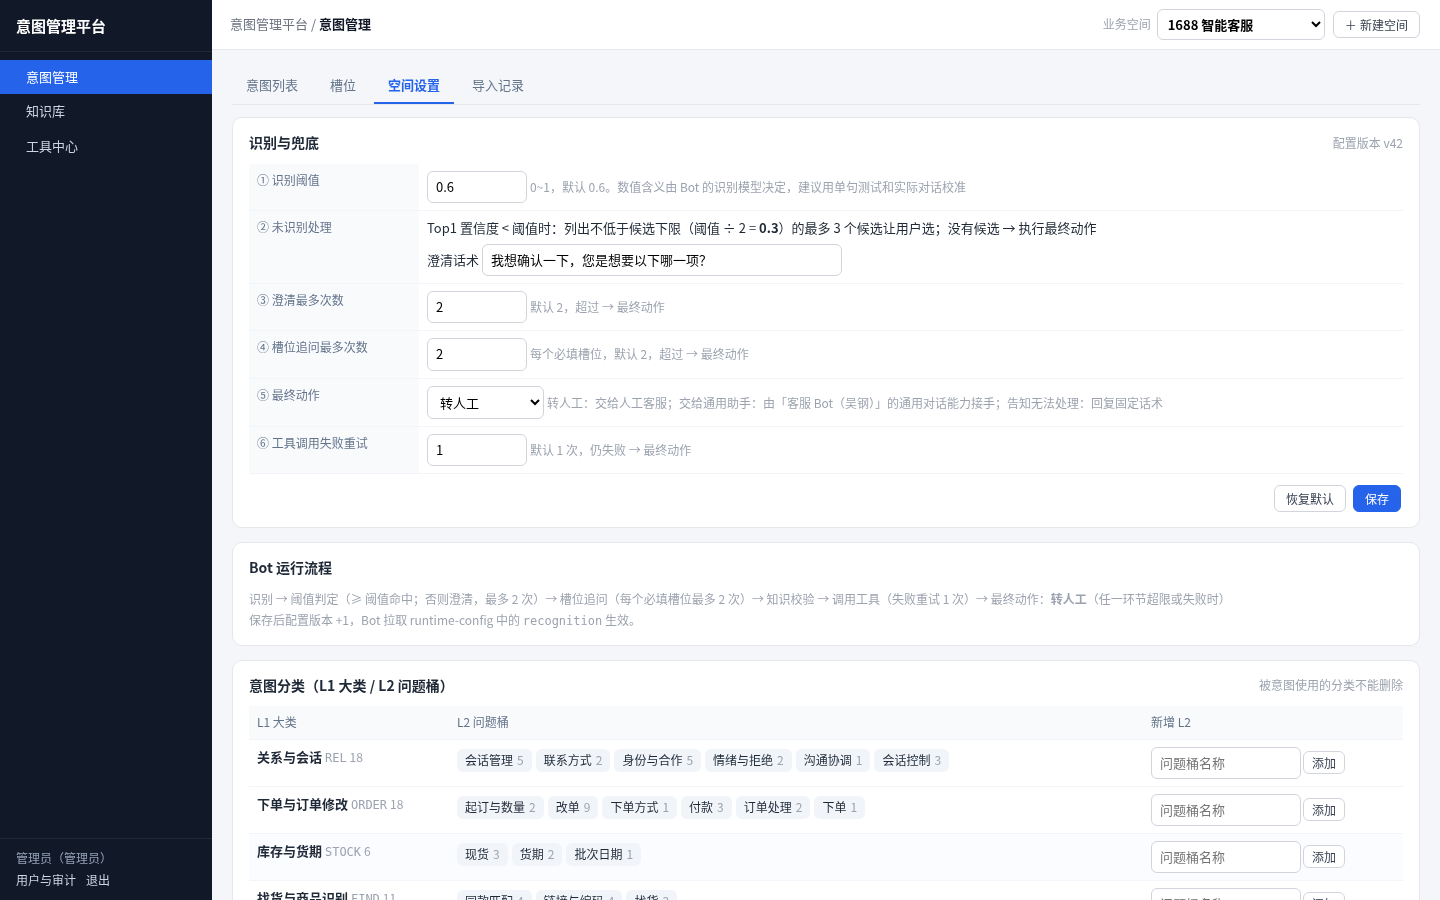 意图管理平台
意图管理
知识库
工具中心
管理员（管理员）
用户与审计 退出
意图管理平台 / 意图管理
业务空间 1688 智能客服 ＋ 新建空间
意图列表 槽位 空间设置 导入记录
识别与兜底 配置版本 v42
① 识别阈值 0.6 0~1，默认 0.6。数值含义由 Bot 的识别模型决定，建议用单句测试和实际对话校准
② 未识别处理 Top1 置信度 < 阈值时：列出不低于候选下限（阈值 ÷ 2 = 0.3）的最多 3 个候选让用户选；没有候选 → 执行最终动作
澄清话术 我想确认一下，您是想要以下哪一项？
③ 澄清最多次数 2 默认 2，超过 → 最终动作
④ 槽位追问最多次数 2 每个必填槽位，默认 2，超过 → 最终动作
⑤ 最终动作 转人工 转人工：交给人工客服；交给通用助手：由「客服 Bot（吴钢）」的通用对话能力接手；告知无法处理：回复固定话术
⑥ 工具调用失败重试 1 默认 1 次，仍失败 → 最终动作
恢复默认 保存
Bot 运行流程
识别 → 阈值判定（≥ 阈值命中；否则澄清，最多 2 次）→ 槽位追问（每个必填槽位最多 2 次）→ 知识校验 → 调用工具（失败重试 1 次）→ 最终动作：转人工（任一环节超限或失败时）
保存后配置版本 +1，Bot 拉取 runtime-config 中的 recognition 生效。
意图分类（L1 大类 / L2 问题桶） 被意图使用的分类不能删除
L1 大类 L2 问题桶 新增 L2
关系与会话 REL 18 会话管理 5 联系方式 2 身份与合作 5 情绪与拒绝 2 沟通协调 1 会话控制 3 问题桶名称 添加
下单与订单修改 ORDER 18 起订与数量 2 改单 9 下单方式 1 付款 3 订单处理 2 下单 1 问题桶名称 添加
库存与货期 STOCK 6 现货 3 货期 2 批次日期 1 问题桶名称 添加
找货与商品识别 FIND 11